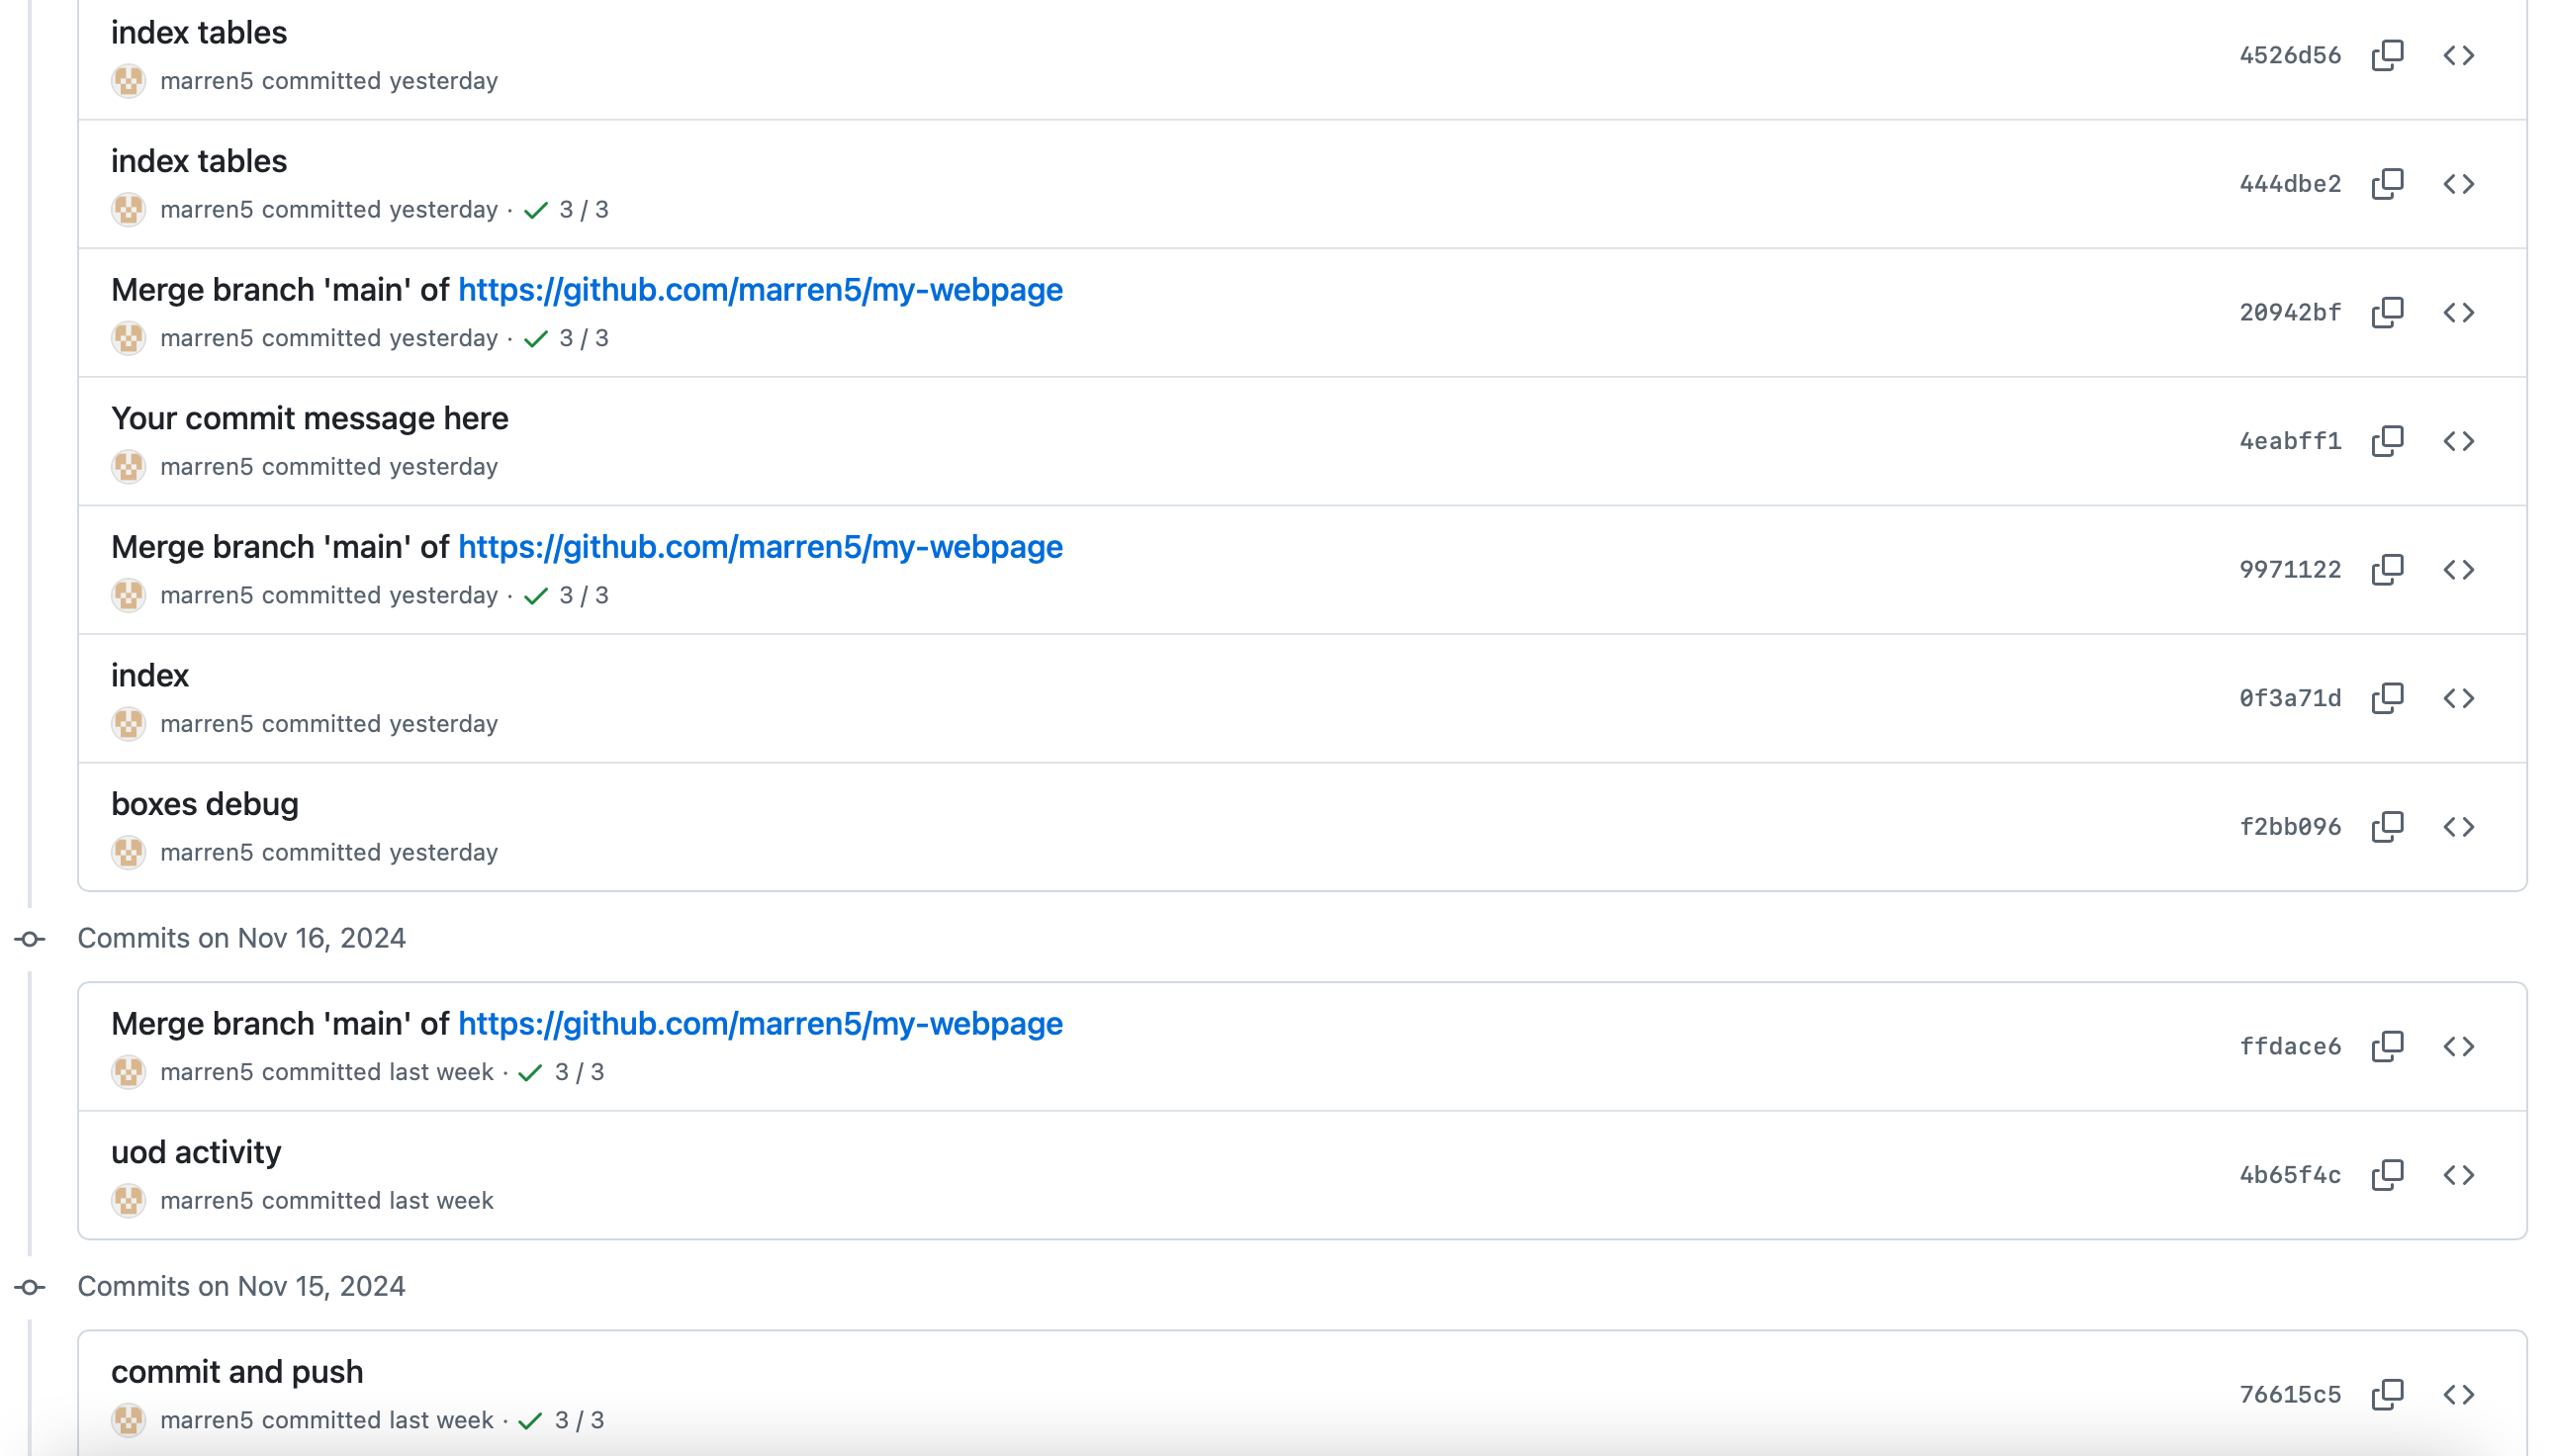 index tables
4526d56
marren5 committed yesterday
index tables
444dbe2
marren5 committed yesterday · 3 / 3
Merge branch 'main' of https://github.com/marren5/my-webpage
20942bf
marren5 committed yesterday · 3 / 3
Your commit message here
4eabff1
marren5 committed yesterday
Merge branch 'main' of https://github.com/marren5/my-webpage
9971122
marren5 committed yesterday · 3 / 3
index
0f3a71d
marren5 committed yesterday
boxes debug
f2bb096
marren5 committed yesterday
Commits on Nov 16, 2024
Merge branch 'main' of https://github.com/marren5/my-webpage
ffdace6
marren5 committed last week · 3 / 3
uod activity
4b65f4c
marren5 committed last week
Commits on Nov 15, 2024
commit and push
76615c5
marren5 committed last week · 3 / 3